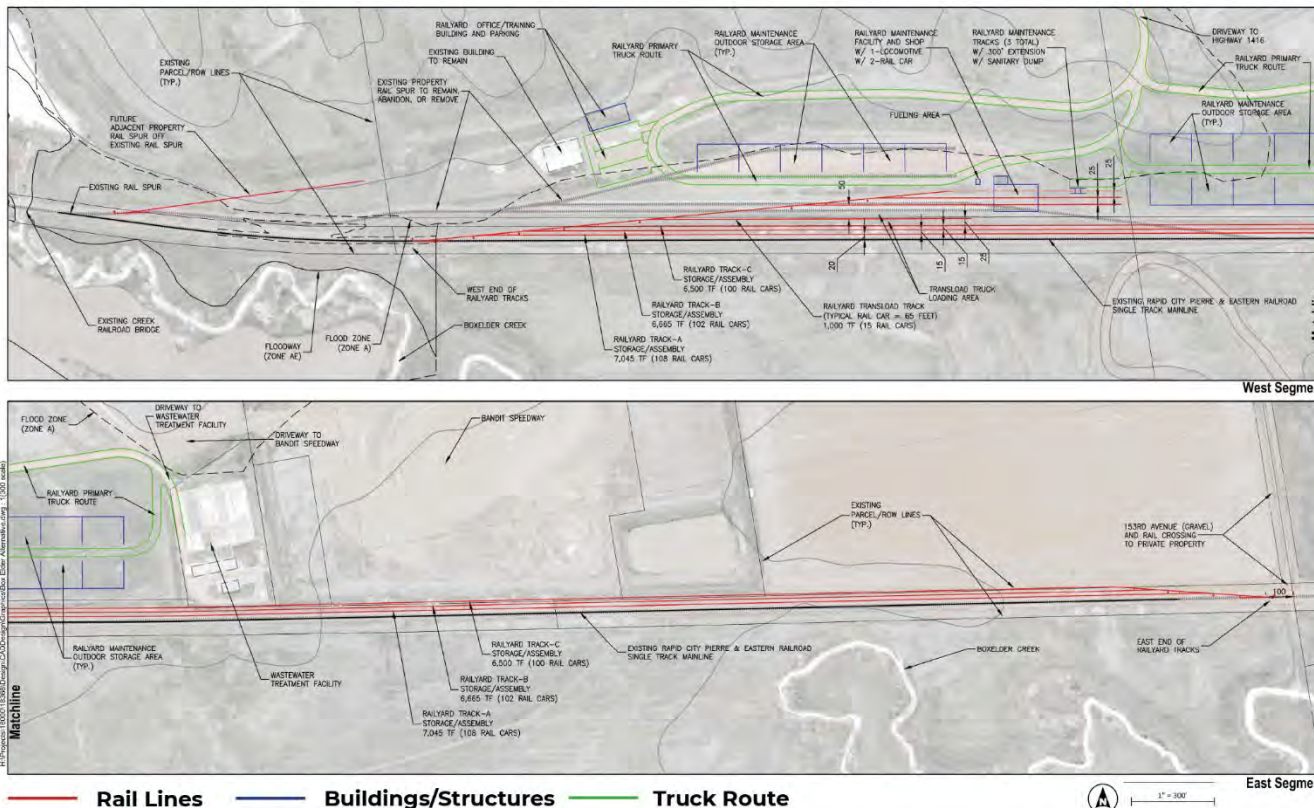 RAILYARD OFFICE/TRAINING
BUILDING AND PARKING
EXISTING BUILDING
TO REMAIN
RAILYARD PRIMARY
TRUCK ROUTE
RAILYARD MAINTENANCE
OUTDOOR STORAGE AREA
(TYP.)
RAILYARD MAINTENANCE
FACILITY AND SHOP
W/ 1-LOCOMOTIVE
W/ 2-RAIL CAR
RAILYARD MAINTENANCE
TRACKS (3 TOTAL)
W/ 300' EXTENSION
W/ SANITARY DUMP
DRIVEWAY TO
HIGHWAY 1416
RAILYARD PRIMARY
TRUCK ROUTE
EXISTING
PARCEL/ROW LINES
(TYP.)
EXISTING PROPERTY
RAIL SPUR TO REMAIN,
ABANDON, OR REMOVE
RAILYARD MAINTENANCE
OUTDOOR STORAGE AREA
(TYP.)
FUTURE
ADJACENT PROPERTY
RAIL SPUR OFF
EXISTING RAIL SPUR
FUELING AREA
EXISTING RAIL SPUR
50
25
25
20
15
15
25
WEST END OF
RAILYARD TRACKS
RAILYARD TRACK-C
STORAGE/ASSEMBLY
6,500 TF (100 RAIL CARS)
TRANSLOAD TRUCK
LOADING AREA
EXISTING CREEK
RAILROAD BRIDGE
FLOODWAY
(ZONE AE)
FLOOD ZONE
(ZONE A)
BOXELDER CREEK
RAILYARD TRACK-B
STORAGE/ASSEMBLY
6,665 TF (102 RAIL CARS)
RAILYARD TRANSLOAD TRACK
(TYPICAL RAIL CAR = 65 FEET)
1,000 TF (15 RAIL CARS)
EXISTING RAPID CITY PIERRE & EASTERN RAILROAD
SINGLE TRACK MAINLINE
RAILYARD TRACK-A
STORAGE/ASSEMBLY
7,045 TF (108 RAIL CARS)
West Segme
FLOOD ZONE
(ZONE A)
DRIVEWAY TO
WASTEWATER
TREATMENT FACILITY
DRIVEWAY TO
BANDIT SPEEDWAY
BANDIT SPEEDWAY
RAILYARD PRIMARY
TRUCK ROUTE
EXISTING
PARCEL/ROW LINES
(TYP.)
153RD AVENUE (GRAVEL)
AND RAIL CROSSING
TO PRIVATE PROPERTY
100
RAILYARD MAINTENANCE
OUTDOOR STORAGE AREA
(TYP.)
WASTEWATER
TREATMENT FACILITY
RAILYARD TRACK-C
STORAGE/ASSEMBLY
6,500 TF (100 RAIL CARS)
EXISTING RAPID CITY PIERRE & EASTERN RAILROAD
SINGLE TRACK MAINLINE
BOXELDER CREEK
EAST END OF
RAILYARD TRACKS
RAILYARD TRACK-B
STORAGE/ASSEMBLY
6,665 TF (102 RAIL CARS)
RAILYARD TRACK-A
STORAGE/ASSEMBLY
7,045 TF (108 RAIL CARS)
Matchline
East Segme
Rail Lines
Buildings/Structures
Truck Route
1" = 300'